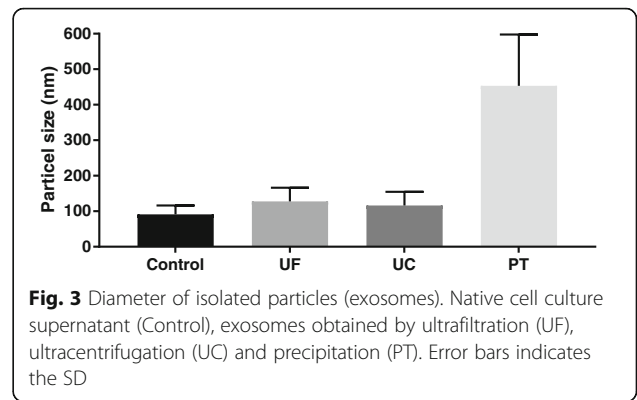 600
500
400
300
200
100
0
Particel size (nm)
Control UF UC PT
Fig. 3 Diameter of isolated particles (exosomes). Native cell culture
supernatant (Control), exosomes obtained by ultrafiltration (UF),
ultracentrifugation (UC) and precipitation (PT). Error bars indicates
the SD